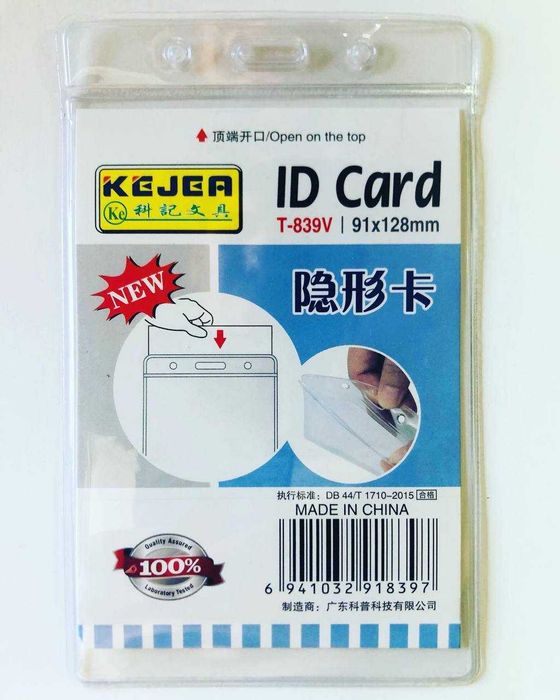 顶端开口/Open on the top
KEJEA
Ke 科記文具
ID Card
T-839V | 91x128mm
NEW
隐形卡
执行标准：DB 44/T 1710-2015 合格
MADE IN CHINA
6 941032 918397
制造商：广东科普科技有限公司
Quality Assured
100%
Laboratory Tested